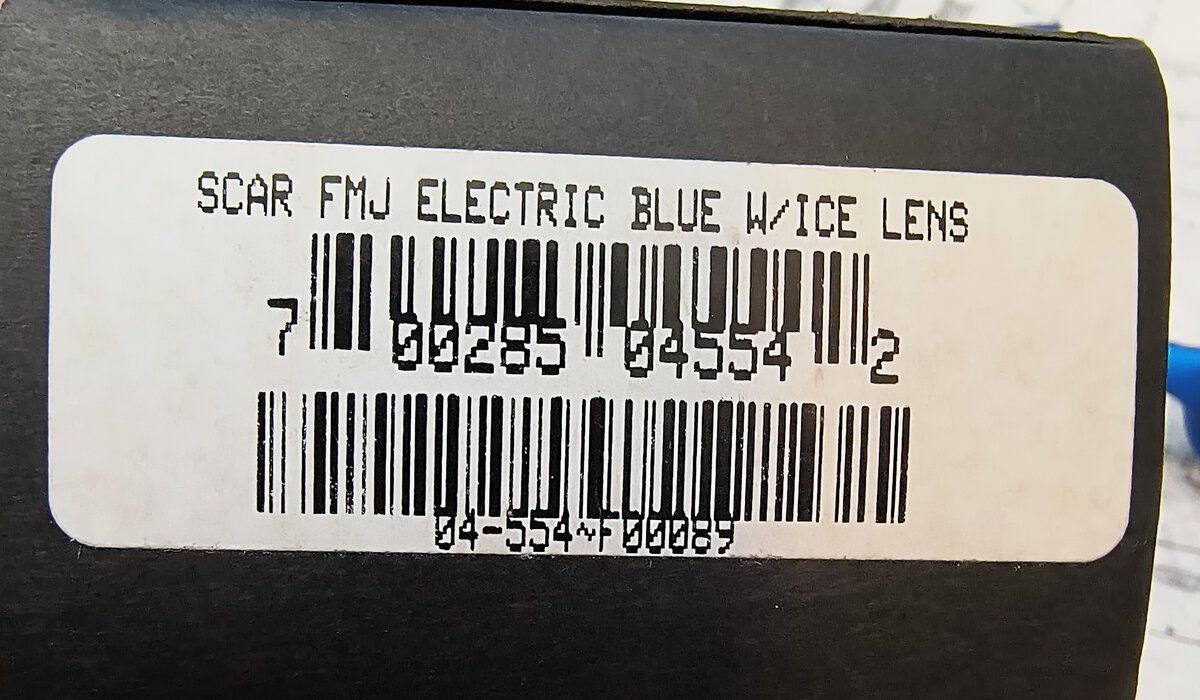 SCAR FMJ ELECTRIC BLUE W/ICE LENS
7 00285 04554 2
04-554~F00089